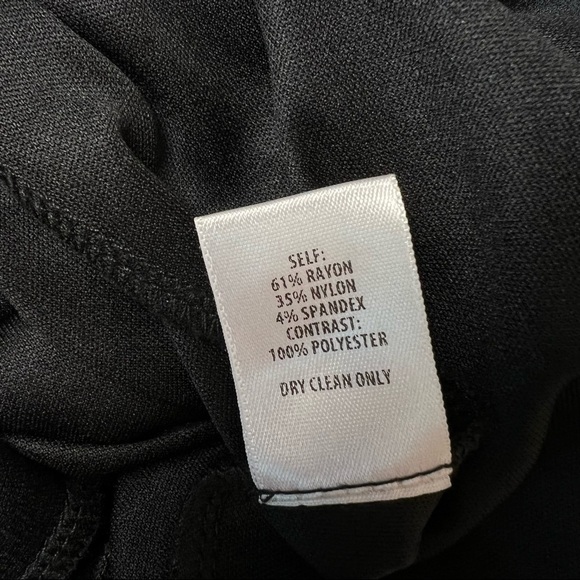 SELF:
61% RAYON
35% NYLON
4% SPANDEX
CONTRAST:
100% POLYESTER
DRY CLEAN ONLY